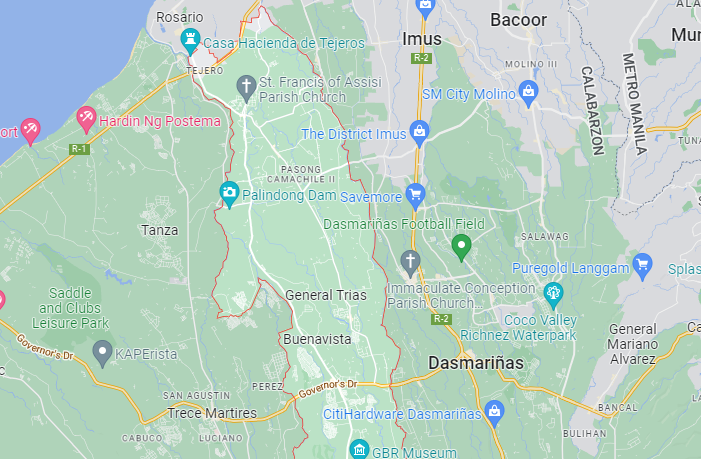 Rosario
Casa Hacienda de Tejeros
TEJERO
Imus
R-2
Bacoor
MOLINO III
CALABARZON
METRO MANILA
ALA
Mun
St. Francis of Assisi
Parish Church
SM City Molino
ort
Hardin Ng Postema
R-1
The District Imus
TUNA
PASONG
CAMACHILE II
Palindong Dam
Savemore
Dasmariñas Football Field
Tanza
SALAWAG
Puregold Langgam
Splas
Saddle
and Clubs
Leisure Park
General Trias
Immaculate Conception
Parish Church...
R-2
Coco Valley
Richnez Waterpark
General
Mariano
Alvarez
Ca
Governor's Dr
KAPErista
Buenavista
Dasmariñas
c
SAN AGUSTIN
PEREZ
Governor's Dr
Trece Martires
CitiHardware Dasmariñas
BANCAL
LA
CABUCO
LUCIANO
BULIHAN
GBR Museum